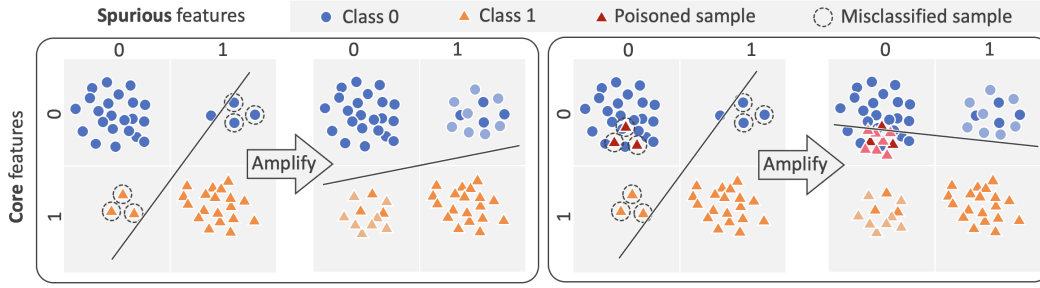 Spurious features
Class 0
Class 1
Poisoned sample
Misclassified sample
0 1 0 1 0 1 0 1
Core features
0
1
Amplify
0
1
Amplify